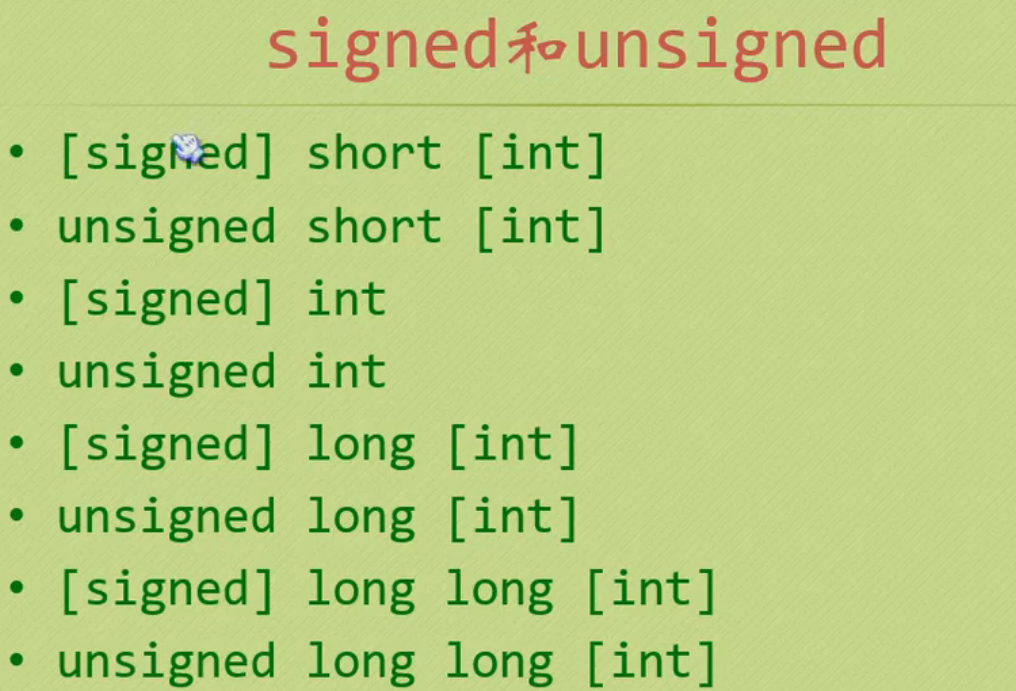 signed和unsigned
• [signed] short [int]
• unsigned short [int]
• [signed] int
• unsigned int
• [signed] long [int]
• unsigned long [int]
• [signed] long long [int]
• unsigned long long [int]